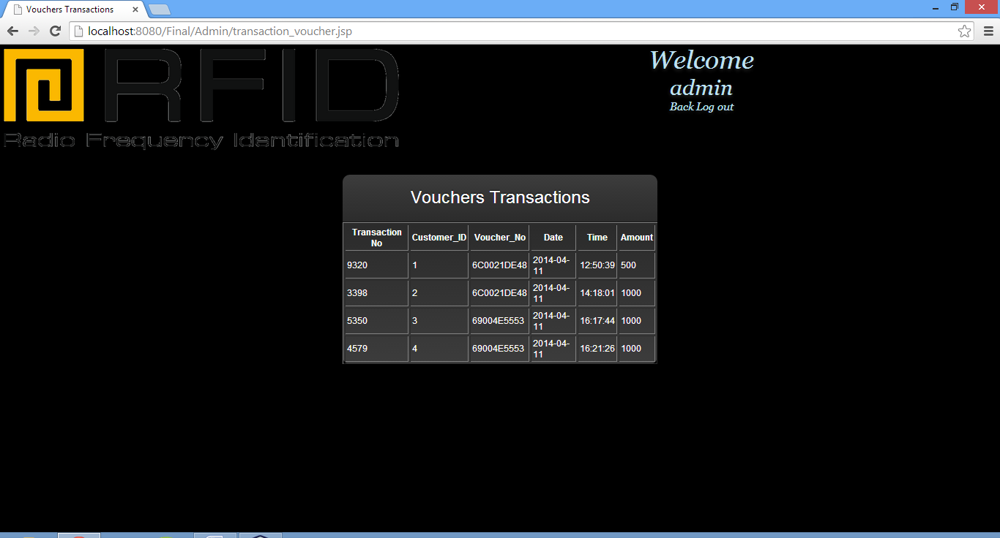 Vouchers Transactions
localhost:8080/Final/Admin/transaction_voucher.jsp
RFID
Radio Frequency Identification
Welcome
admin
Back Log out
Vouchers Transactions
Transaction No Customer_ID Voucher_No Date Time Amount
9320 1 6C0021DE48 2014-04-11 12:50:39 500
3398 2 6C0021DE48 2014-04-11 14:18:01 1000
5350 3 69004E5553 2014-04-11 16:17:44 1000
4579 4 69004E5553 2014-04-11 16:21:26 1000